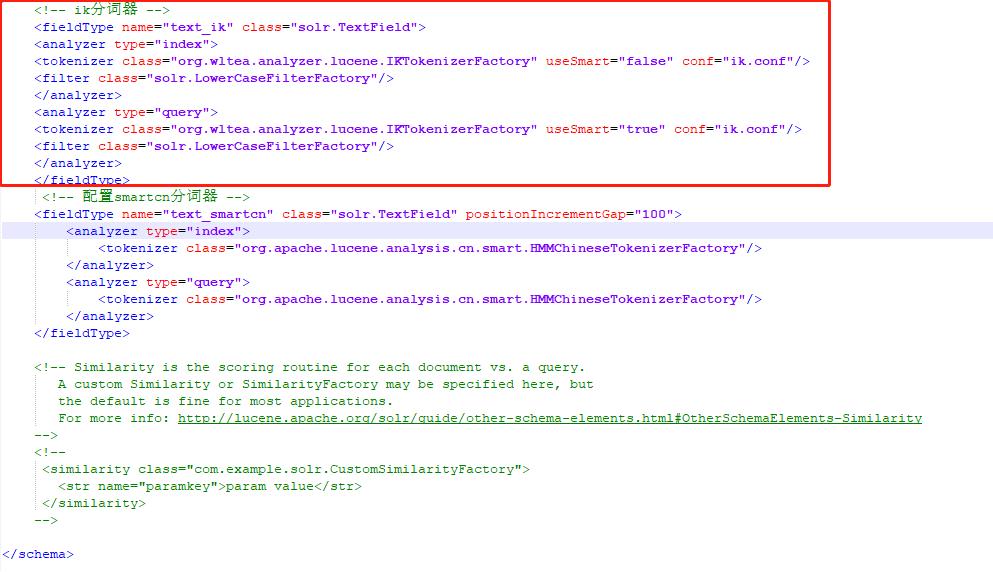 <!-- ik分词器 -->
<fieldType name="text_ik" class="solr.TextField">
<analyzer type="index">
<tokenizer class="org.wltea.analyzer.lucene.IKTokenizerFactory" useSmart="false" conf="ik.conf"/>
<filter class="solr.LowerCaseFilterFactory"/>
</analyzer>
<analyzer type="query">
<tokenizer class="org.wltea.analyzer.lucene.IKTokenizerFactory" useSmart="true" conf="ik.conf"/>
<filter class="solr.LowerCaseFilterFactory"/>
</analyzer>
</fieldType>
<!-- 配置smartcn分词器 -->
<fieldType name="text_smartcn" class="solr.TextField" positionIncrementGap="100">
<analyzer type="index">
<tokenizer class="org.apache.lucene.analysis.cn.smart.HMMChineseTokenizerFactory"/>
</analyzer>
<analyzer type="query">
<tokenizer class="org.apache.lucene.analysis.cn.smart.HMMChineseTokenizerFactory"/>
</analyzer>
</fieldType>
<!-- Similarity is the scoring routine for each document vs. a query.
A custom Similarity or SimilarityFactory may be specified here, but
the default is fine for most applications.
For more info: http://lucene.apache.org/solr/guide/other-schema-elements.html#OtherSchemaElements-Similarity
-->
<!--
<similarity class="com.example.solr.CustomSimilarityFactory">
<str name="paramkey">param value</str>
</similarity>
-->
</schema>